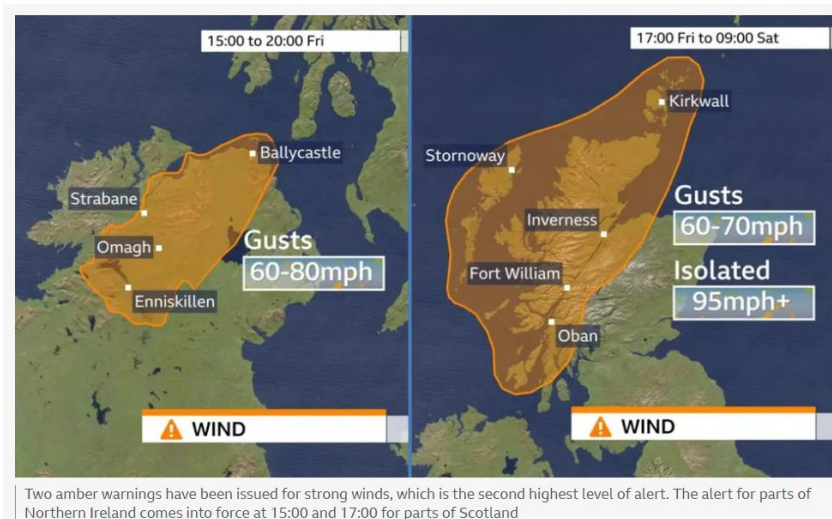 15:00 to 20:00 Fri
Ballycastle
Strabane
Omagh
Enniskillen
Gusts
60-80mph
WIND
17:00 Fri to 09:00 Sat
Kirkwall
Stornoway
Inverness
Fort William
Oban
Gusts
60-70mph
Isolated
95mph+
WIND
Two amber warnings have been issued for strong winds, which is the second highest level of alert. The alert for parts of
Northern Ireland comes into force at 15:00 and 17:00 for parts of Scotland